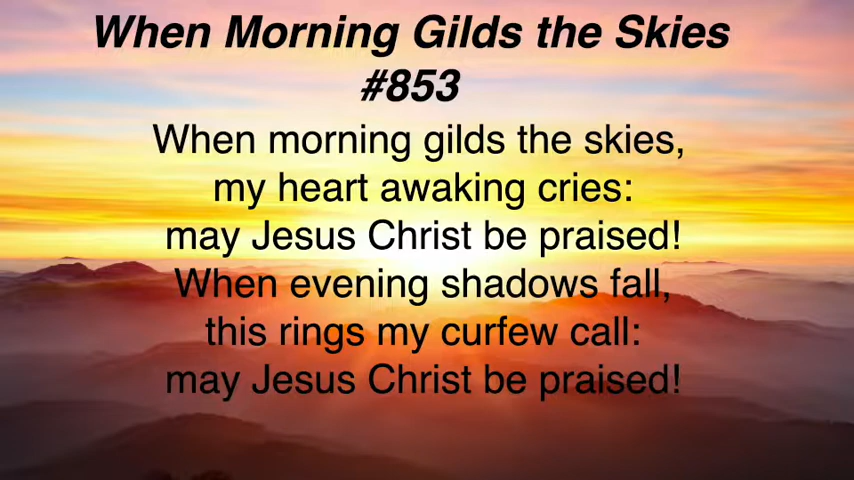 When Morning Gilds the Skies
#853
When morning gilds the skies,
my heart awaking cries:
may Jesus Christ be praised!
When evening shadows fall,
this rings my curfew call:
may Jesus Christ be praised!